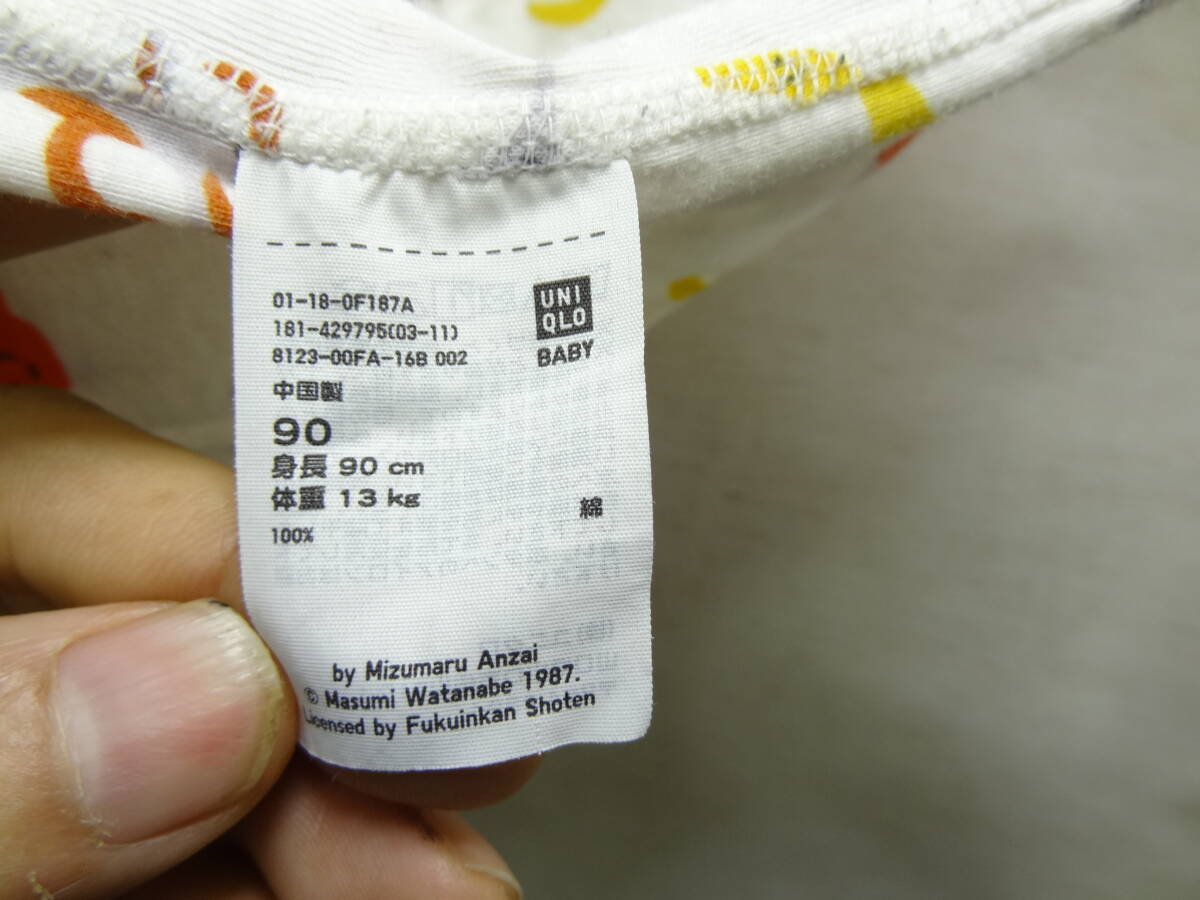 01-18-0F187A
181-429795(03-11)
8123-00FA-16B 002
UNI
QLO
BABY
中国製
90
身長 90 cm
体重 13 kg
綿
100%
by Mizumaru Anzai
© Masumi Watanabe 1987.
Licensed by Fukuinkan Shoten